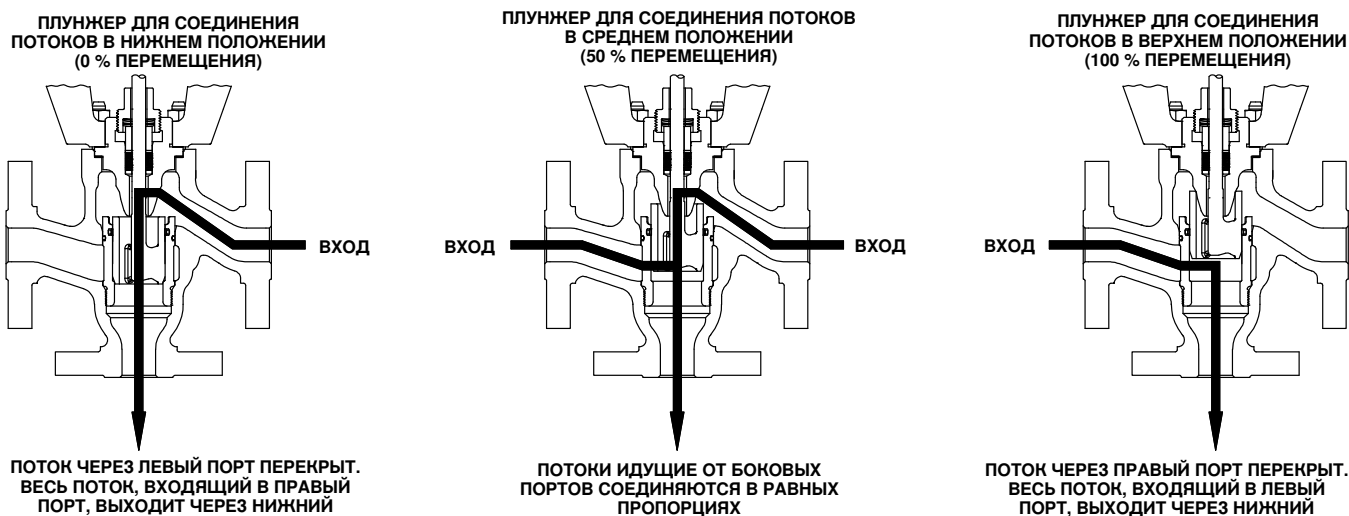 ПЛУНЖЕР ДЛЯ СОЕДИНЕНИЯ
ПОТОКОВ В НИЖНЕМ ПОЛОЖЕНИИ
(0 % ПЕРЕМЕЩЕНИЯ)
ВХОД
ПОТОК ЧЕРЕЗ ЛЕВЫЙ ПОРТ ПЕРЕКРЫТ.
ВЕСЬ ПОТОК, ВХОДЯЩИЙ В ПРАВЫЙ
ПОРТ, ВЫХОДИТ ЧЕРЕЗ НИЖНИЙ
ПЛУНЖЕР ДЛЯ СОЕДИНЕНИЯ ПОТОКОВ
В СРЕДНЕМ ПОЛОЖЕНИИ
(50 % ПЕРЕМЕЩЕНИЯ)
ВХОД
ВХОД
ПОТОКИ ИДУЩИЕ ОТ БОКОВЫХ
ПОРТОВ СОЕДИНЯЮТСЯ В РАВНЫХ
ПРОПОРЦИЯХ
ПЛУНЖЕР ДЛЯ СОЕДИНЕНИЯ
ПОТОКОВ В ВЕРХНЕМ ПОЛОЖЕНИИ
(100 % ПЕРЕМЕЩЕНИЯ)
ВХОД
ПОТОК ЧЕРЕЗ ПРАВЫЙ ПОРТ ПЕРЕКРЫТ.
ВЕСЬ ПОТОК, ВХОДЯЩИЙ В ЛЕВЫЙ
ПОРТ, ВЫХОДИТ ЧЕРЕЗ НИЖНИЙ